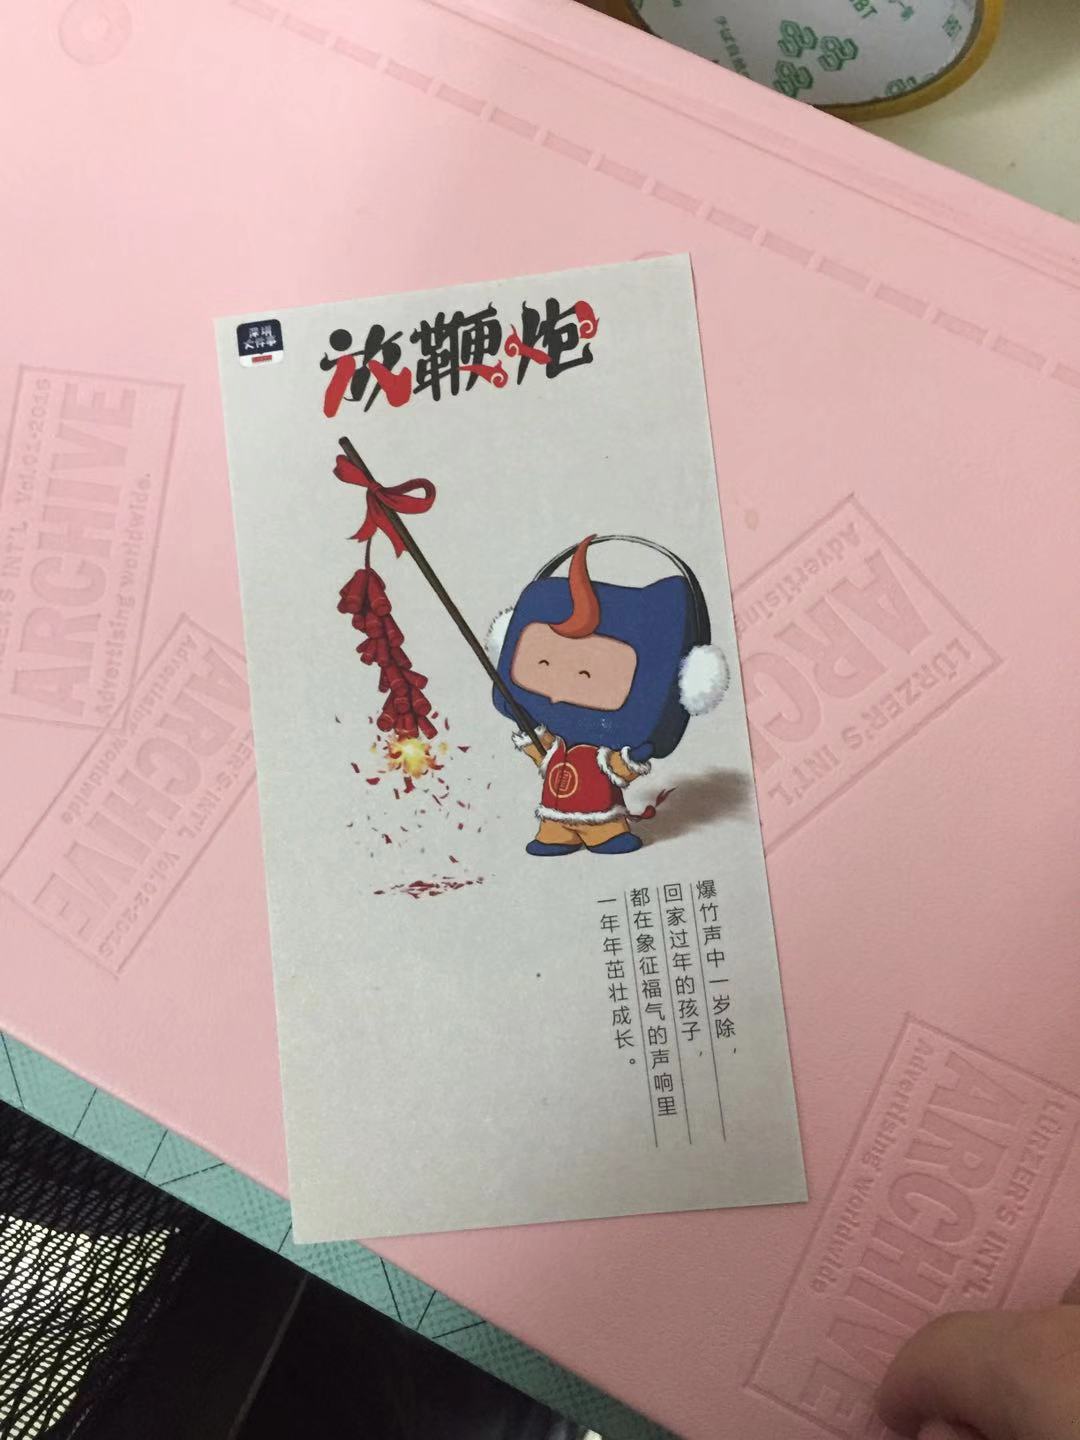 深圳
大件事
放鞭炮
爆竹声中一岁除，
回家过年的孩子，
都在象征福气的声响里
一年年茁壮成长。
LÜRZER'S INT'L Vol.01-2016
ARCHIVE
Advertising worldwide.
LÜRZER'S INT'L Vol.02-2015
ARCHIVE
Advertising worldwide
LÜRZER'S INT'L
ARCHIVE
Advertising
LÜRZER'S INT'L
ARCHIVE
Advertising worldwide